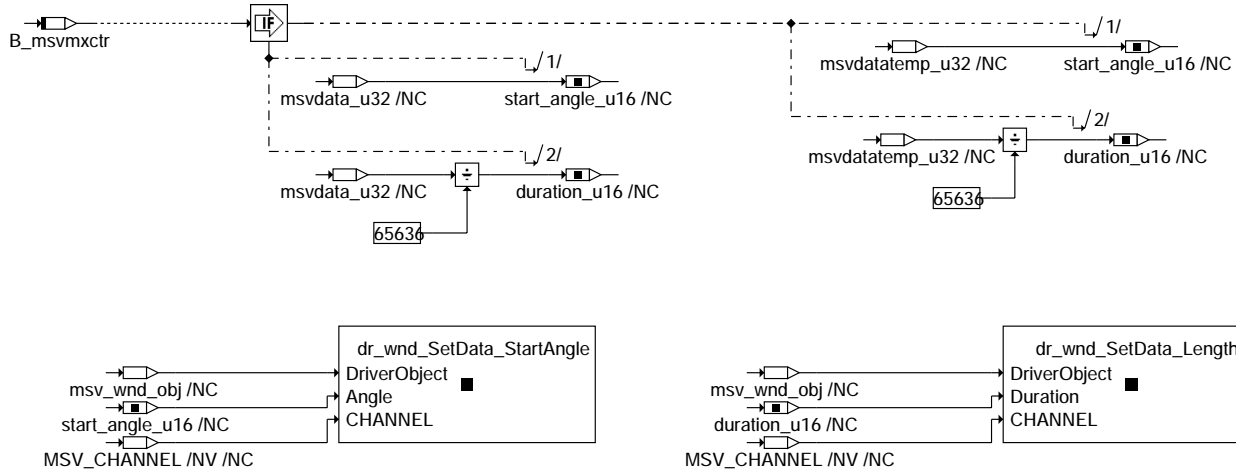 B_msvmxctr
IF
1/
1/
msvdata_u32 /NC
start_angle_u16 /NC
msvdatatemp_u32 /NC
start_angle_u16 /NC
2/
2/
msvdata_u32 /NC
duration_u16 /NC
msvdatatemp_u32 /NC
duration_u16 /NC
65636
65636
dr_wnd_SetData_StartAngle
DriverObject
Angle
CHANNEL
msv_wnd_obj /NC
start_angle_u16 /NC
MSV_CHANNEL /NV /NC
dr_wnd_SetData_Length
DriverObject
Duration
CHANNEL
msv_wnd_obj /NC
duration_u16 /NC
MSV_CHANNEL /NV /NC